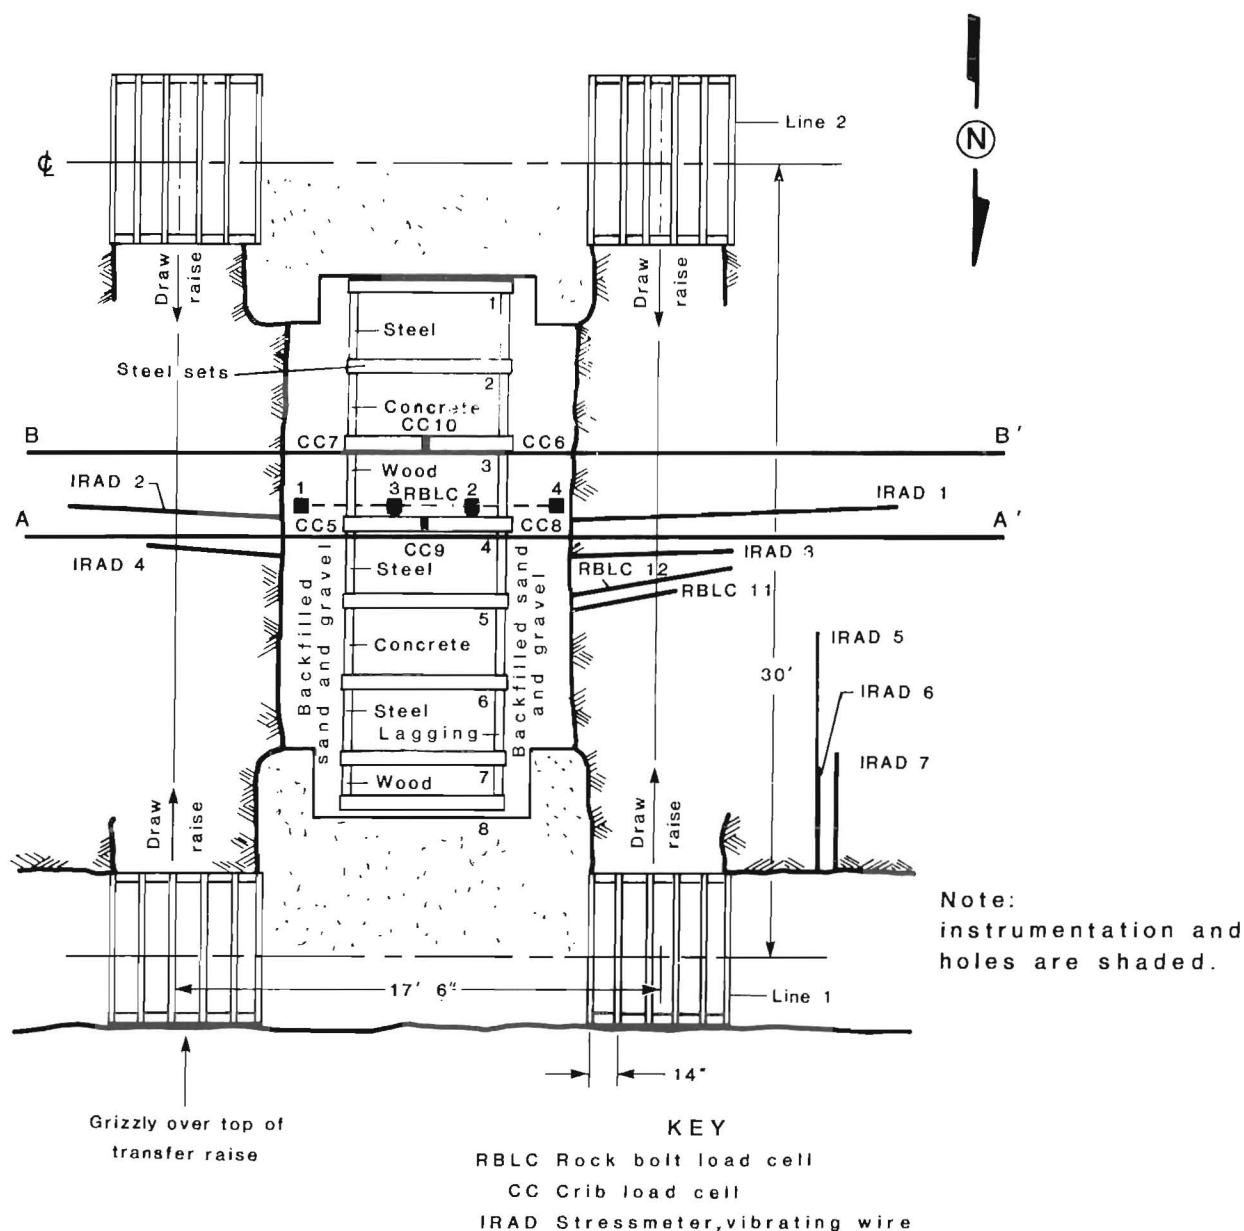 Line 2
N
℄
Draw raise
Draw raise
1
Steel
Steel sets
2
Concrete
CC10
B
CC7
CC6
B'
Wood
3
IRAD 2
1
3
RBLC
2
4
IRAD 1
A
CC5
CC8
A'
CC9
4
IRAD 4
Steel
IRAD 3
RBLC 12
RBLC 11
Backfilled
sand and gravel
Backfilled sand
and gravel
5
IRAD 5
Concrete
30'
IRAD 6
6
Steel
Lagging
IRAD 7
7
Wood
Draw raise
8
Draw raise
Note:
instrumentation and
holes are shaded.
17' 6"
Line 1
14"
Grizzly over top of
transfer raise
KEY
RBLC Rock bolt load cell
CC Crib load cell
IRAD Stressmeter,vibrating wire